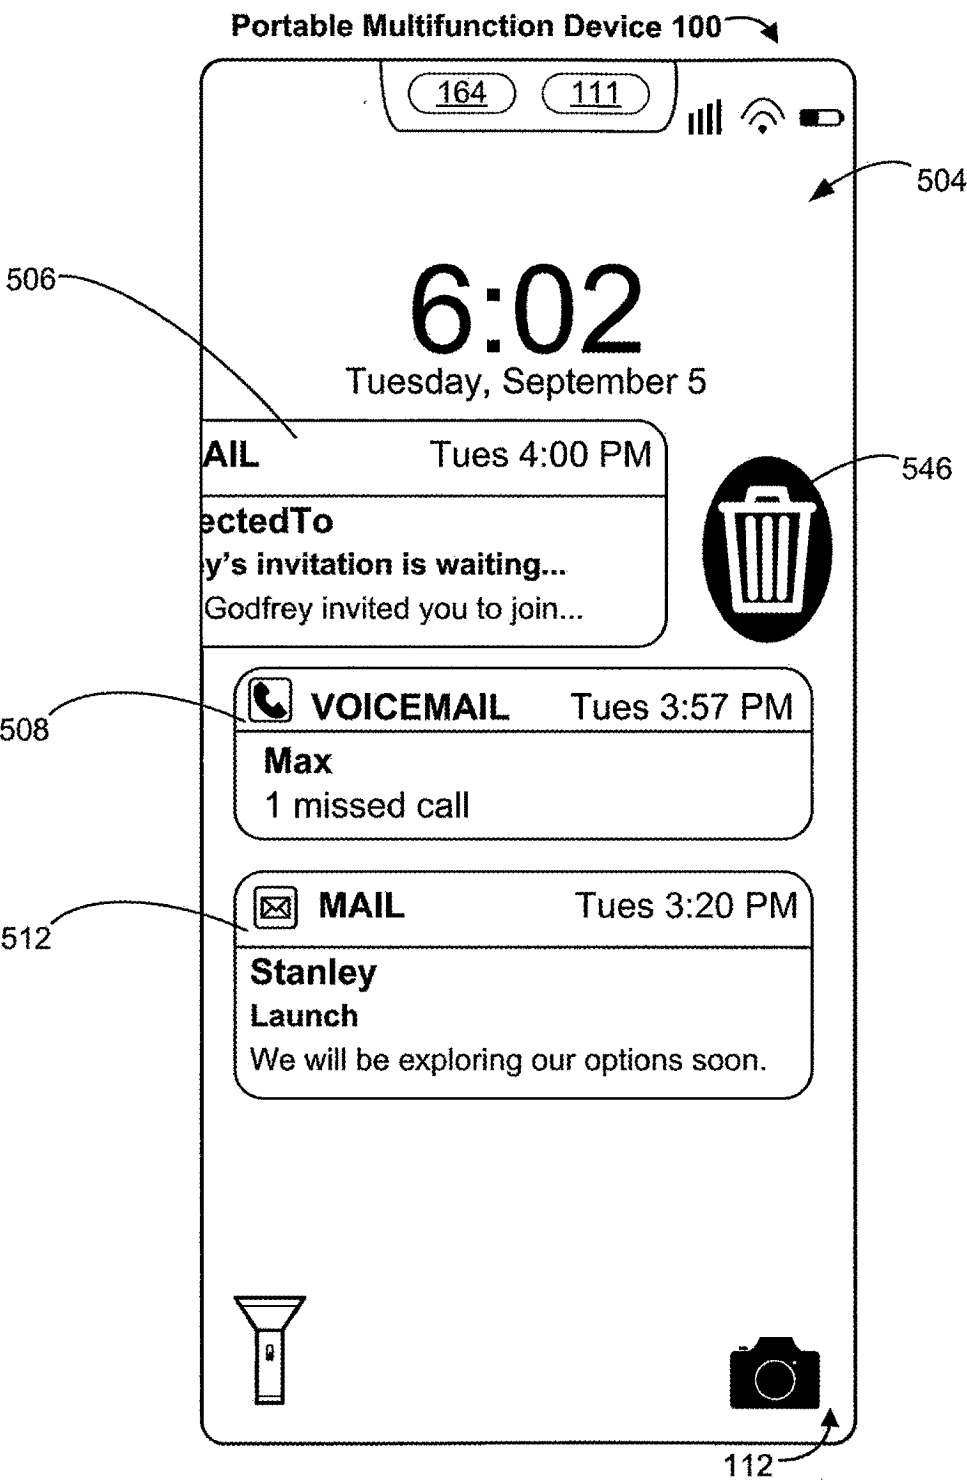 Portable Multifunction Device 100
164 111
504
506
6:02
Tuesday, September 5
AIL Tues 4:00 PM
546
ectedTo
y's invitation is waiting...
Godfrey invited you to join...
508
VOICEMAIL Tues 3:57 PM
Max
1 missed call
512
MAIL Tues 3:20 PM
Stanley
Launch
We will be exploring our options soon.
112